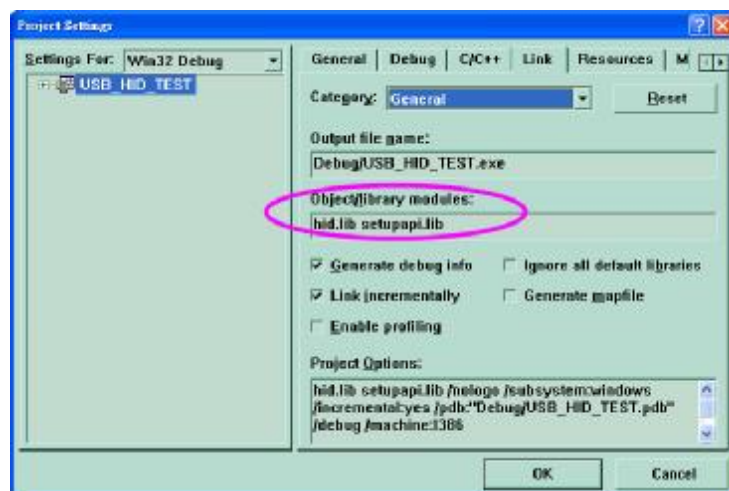 Project Settings
Settings For: Win32 Debug
USB_HID_TEST
General Debug C/C++ Link Resources M
Category: General Reset
Output file name:
Debug/USB_HID_TEST.exe
Object/library modules:
hid.lib setupapi.lib
Generate debug info Ignore all default libraries
Link incrementally Generate mapfile
Enable profiling
Project Options:
hid.lib setupapi.lib /nologo /subsystem:windows
/incremental:yes /pdb:"Debug/USB_HID_TEST.pdb"
/debug /machine:I386
OK Cancel